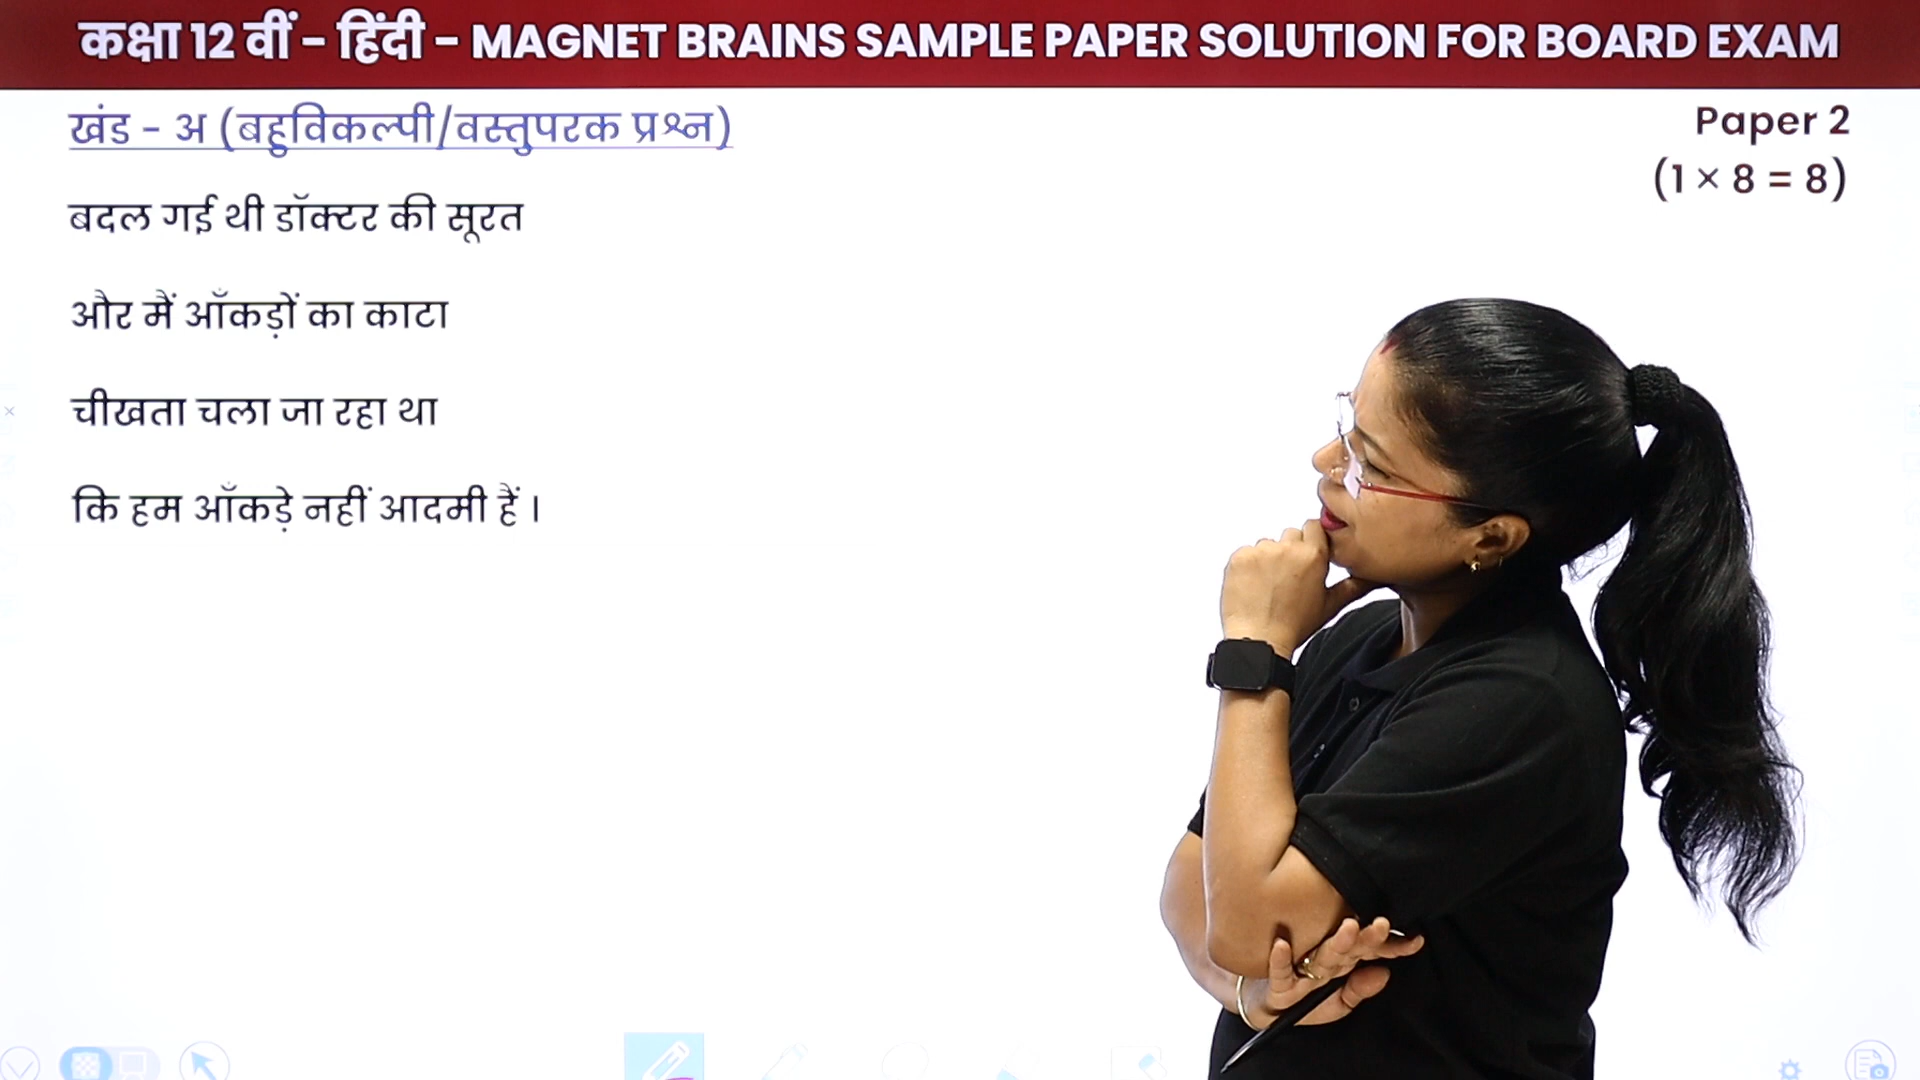 कक्षा 12 वीं – हिंदी – MAGNET BRAINS SAMPLE PAPER SOLUTION FOR BOARD EXAM
खंड - अ (बहुविकल्पी/वस्तुपरक प्रश्न)
Paper 2
(1 × 8 = 8)
बदल गई थी डॉक्टर की सूरत
और मैं आँकड़ों का काटा
चीखता चला जा रहा था
कि हम आँकड़े नहीं आदमी हैं ।